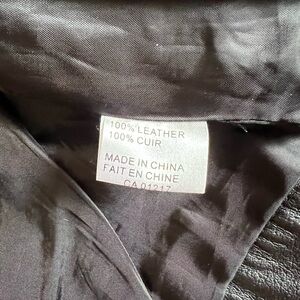 100% LEATHER
100% CUIR
MADE IN CHINA
FAIT EN CHINE
CA 01217